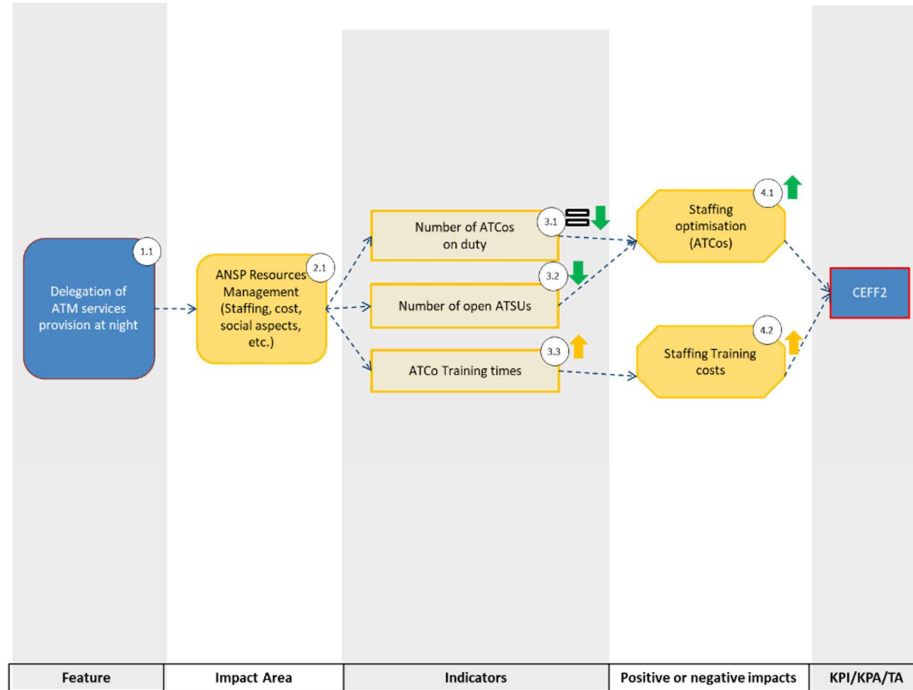 1.1
Delegation of
ATM services
provision at night
2.1
ANSP Resources
Management
(Staffing, cost,
social aspects,
etc.)
3.1
Number of ATCos
on duty
3.2
Number of open ATSUs
3.3
ATCo Training times
4.1
Staffing
optimisation
(ATCos)
4.2
Staffing Training
costs
CEFF2
Feature
Impact Area
Indicators
Positive or negative impacts
KPI/KPA/TA